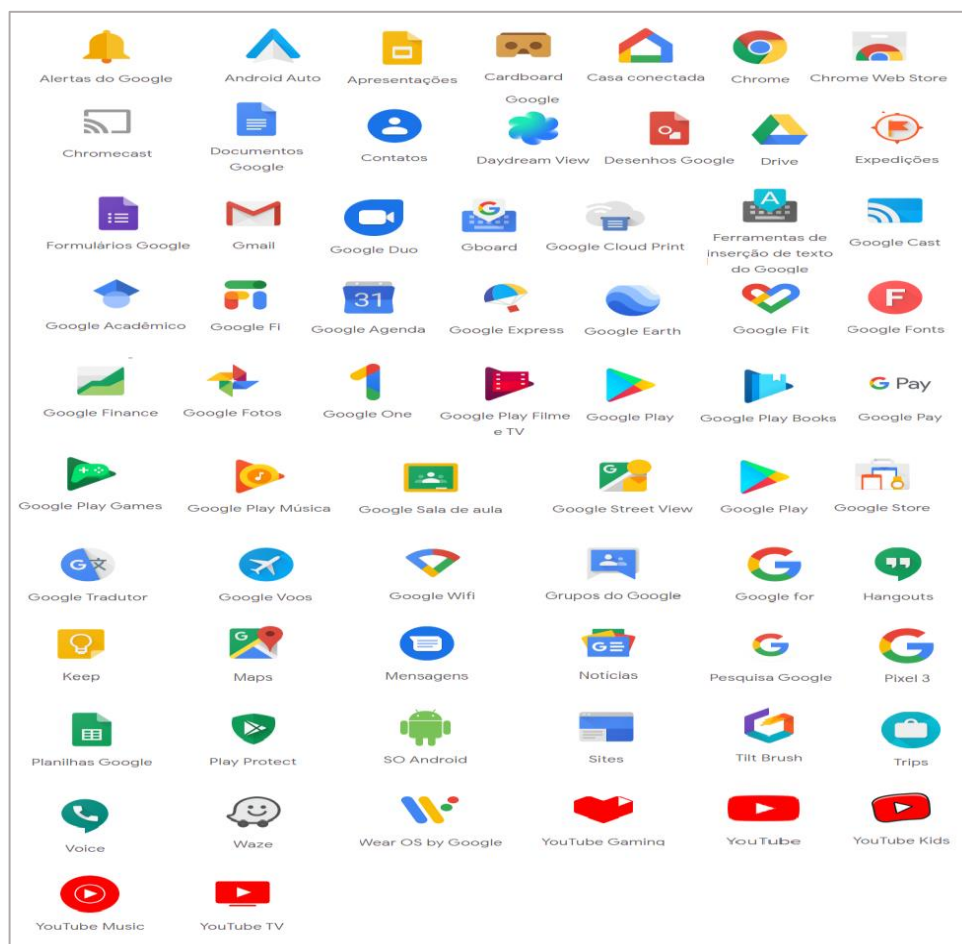 Alertas do Google
Android Auto
Apresentações
Cardboard
Casa conectada
Chrome
Chrome Web Store
Google
Chromecast
Documentos
Google
Contatos
Daydream View
Desenhos Google
Drive
Expedições
Formulários Google
Gmail
Google Duo
G
Gboard
Google Cloud Print
A
Ferramentas de
inserção de texto
do Google
Google Cast
Google Acadêmico
Google Fi
31
Google Agenda
Google Express
Google Earth
Google Fit
F
Google Fonts
Google Finance
Google Fotos
Google One
Google Play Filme
e TV
Google Play
Google Play Books
G Pay
Google Pay
Google Play Games
Google Play Música
Google Sala de aula
G
Google Street View
Google Play
Google Store
G文
Google Tradutor
Google Voos
Google Wifi
Grupos do Google
G
Google for
Hangouts
Keep
G
Maps
Mensagens
G
Notícias
G
Pesquisa Google
G
Pixel 3
Planilhas Google
Play Protect
SO Android
Sites
Tilt Brush
Trips
Voice
Waze
Wear OS by Google
YouTube Gaming
YouTube
YouTube Kids
YouTube Music
YouTube TV